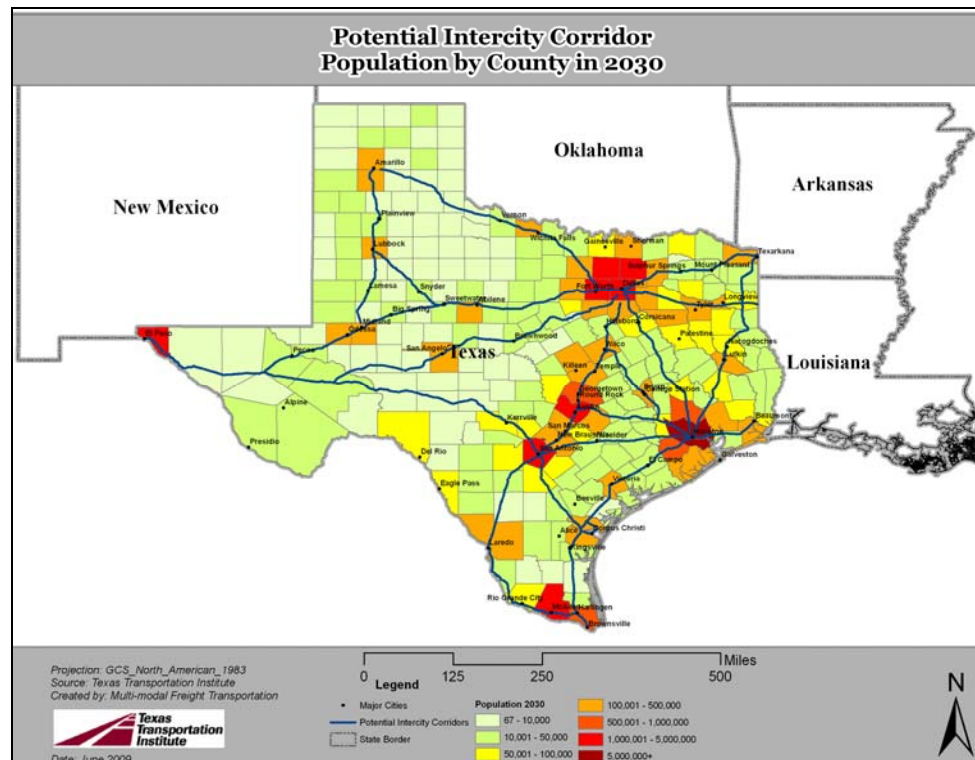 Potential Intercity Corridor
Population by County in 2030
Oklahoma
Arkansas
New Mexico
Louisiana
Texas
Amarillo
Plainview
Lubbock
Lamesa
Snyder
Sweetwater
Big Spring
Odessa
Pecos
El Paso
Alpine
Presidio
San Angelo
Brownwood
Vernon
Wichita Falls
Gainesville
Sherman
Sulphur Springs
Mount Pleasant
Texarkana
Fort Worth
Dallas
Tyler
Longview
Corsicana
Hillsboro
Palestine
Nacogdoches
Lufkin
Waco
Killeen
Temple
College Station
Georgetown
Round Rock
Kerrville
San Marcos
New Braunfels
Beaumont
Galveston
El Campo
Victoria
Del Rio
Eagle Pass
Beeville
Alice
Corpus Christi
Kingsville
Laredo
Rio Grande City
Harlingen
Brownsville
Projection: GCS_North_American_1983
Source: Texas Transportation Institute
Created by: Multi-modal Freight Transportation
Texas
Transportation
Institute
Date: June 2009
0 125 250 500
Miles
Legend
Major Cities
Potential Intercity Corridors
State Border
Population 2030
67 - 10,000
10,001 - 50,000
50,001 - 100,000
100,001 - 500,000
500,001 - 1,000,000
1,000,001 - 5,000,000
5,000,000+
N